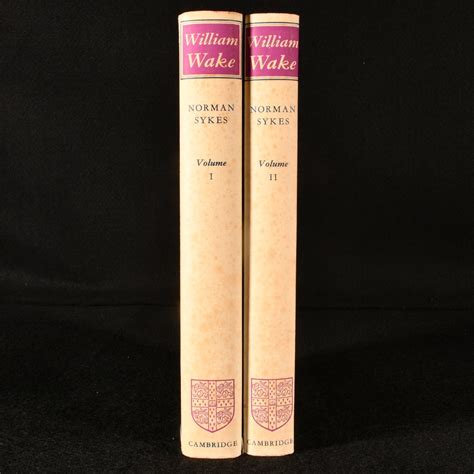 William
Wake
NORMAN
SYKES
Volume
I
CAMBRIDGE
William
Wake
NORMAN
SYKES
Volume
II
CAMBRIDGE